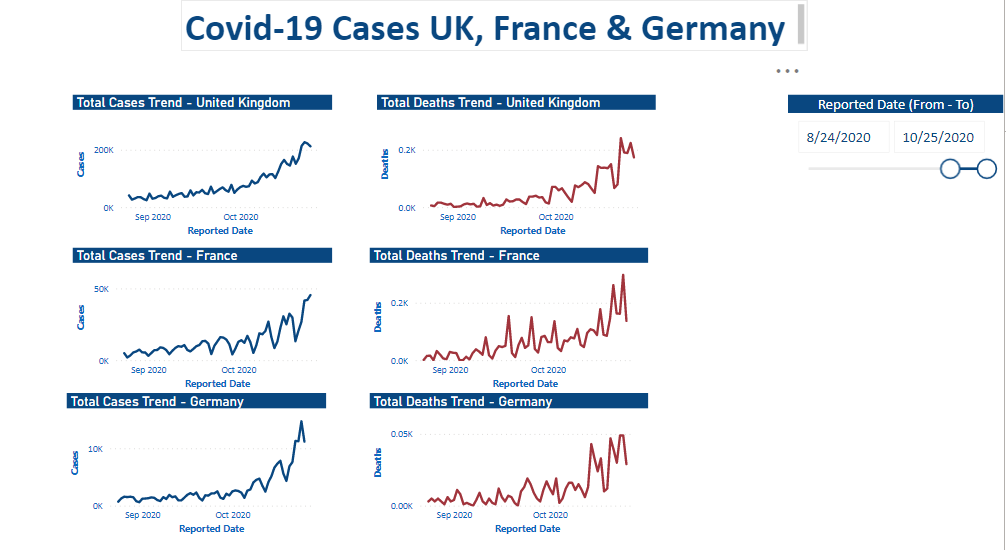 Covid-19 Cases UK, France & Germany
Total Cases Trend - United Kingdom
Total Deaths Trend - United Kingdom
Reported Date (From - To)
8/24/2020
10/25/2020
Cases
200K
0K
Sep 2020
Oct 2020
Reported Date
Deaths
0.2K
0.0K
Sep 2020
Oct 2020
Reported Date
Total Cases Trend - France
Total Deaths Trend - France
Cases
50K
0K
Sep 2020
Oct 2020
Reported Date
Deaths
0.2K
0.0K
Sep 2020
Oct 2020
Reported Date
Total Cases Trend - Germany
Total Deaths Trend - Germany
Cases
10K
0K
Sep 2020
Oct 2020
Reported Date
Deaths
0.05K
0.00K
Sep 2020
Oct 2020
Reported Date